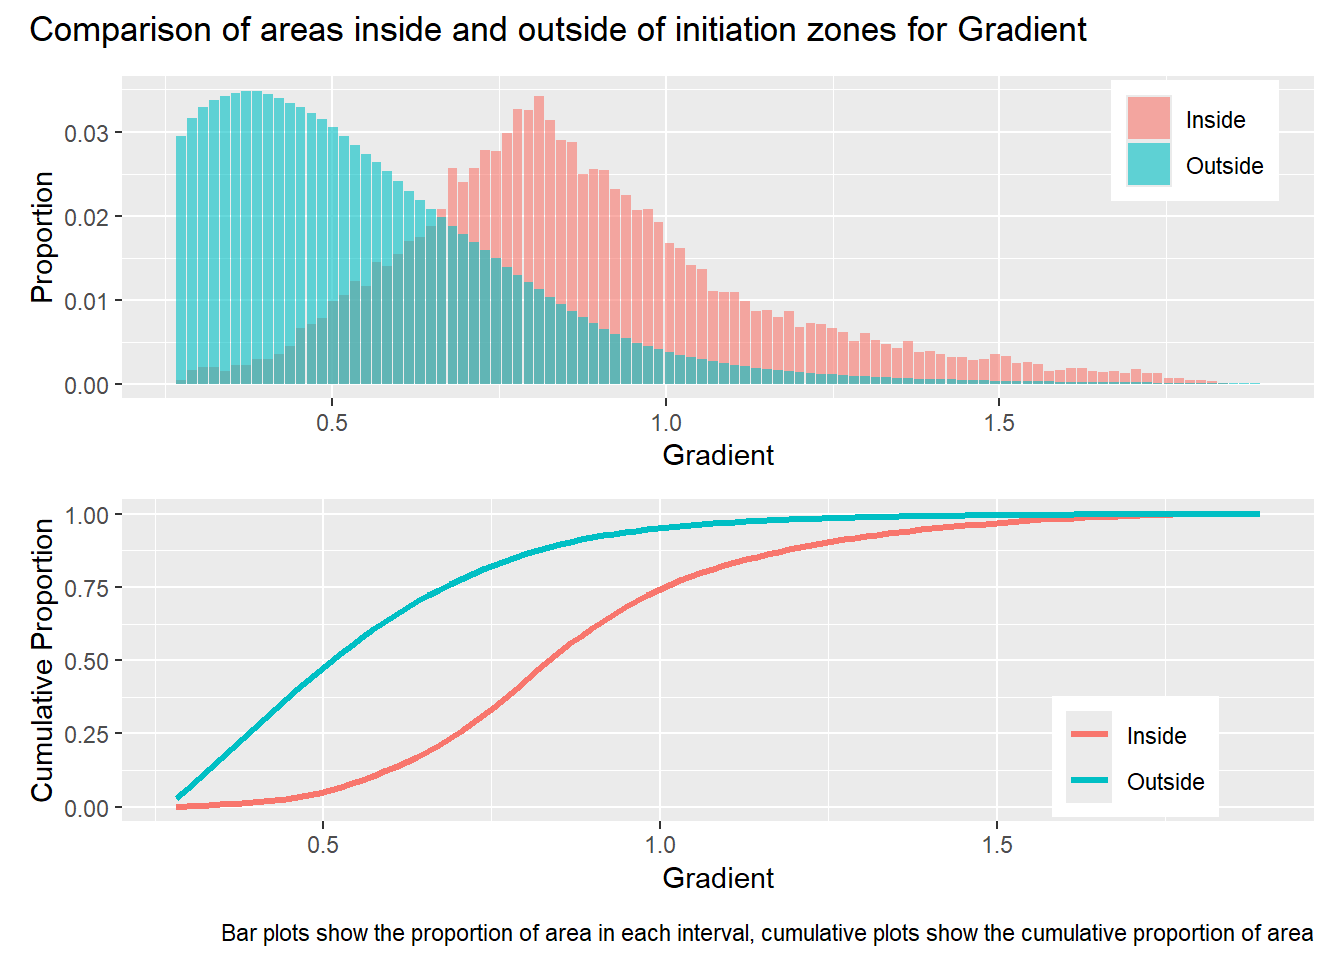 Comparison of areas inside and outside of initiation zones for Gradient
Proportion
0.03
0.02
0.01
0.00
Inside
Outside
0.5 1.0 1.5
Gradient
Cumulative Proportion
1.00
0.75
0.50
0.25
0.00
Inside
Outside
0.5 1.0 1.5
Gradient
Bar plots show the proportion of area in each interval, cumulative plots show the cumulative proportion of area